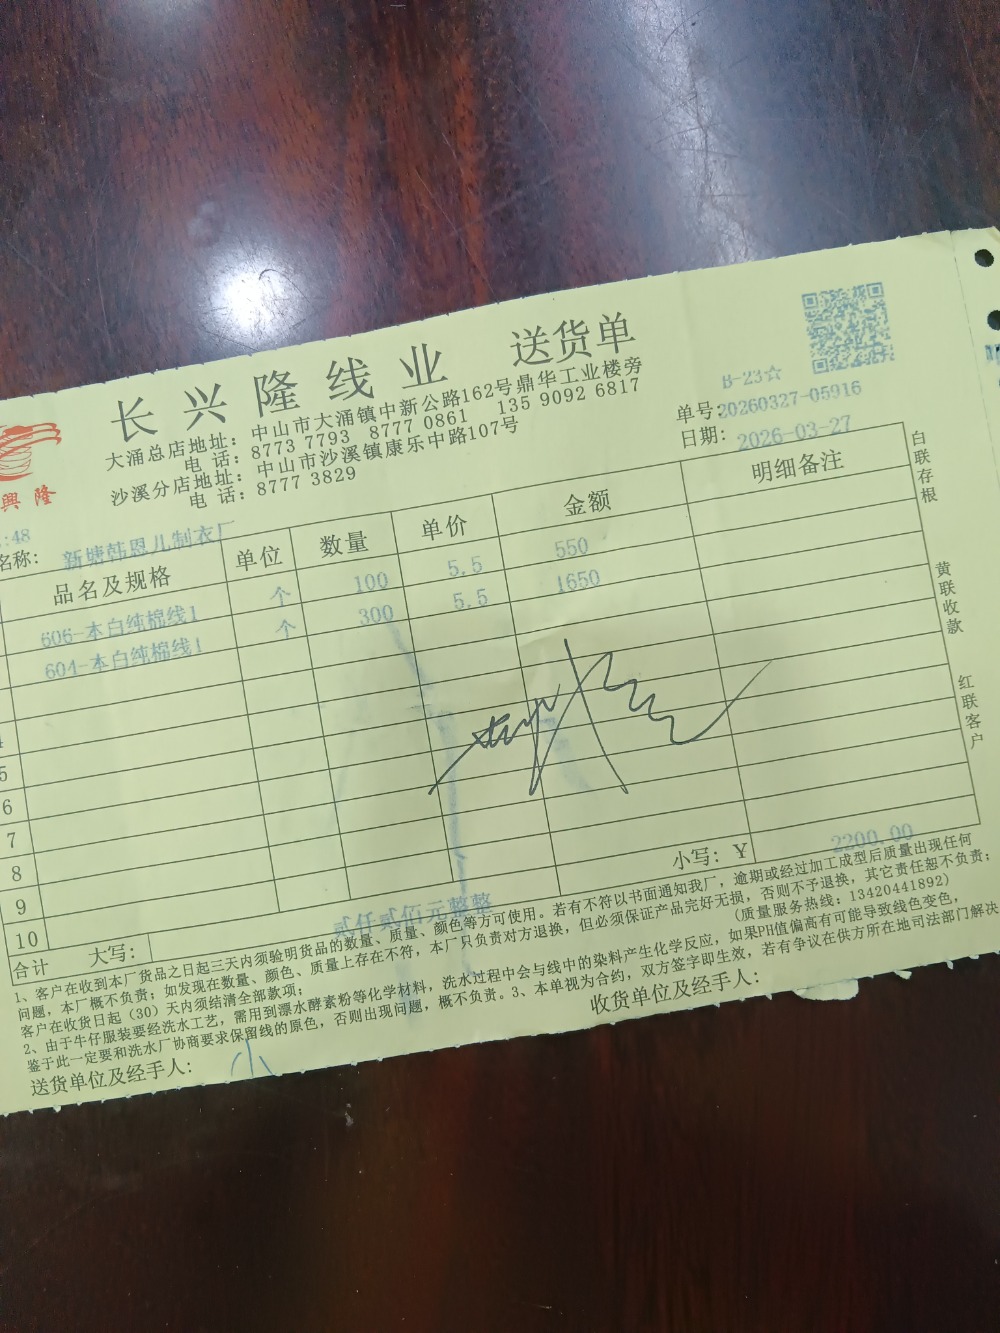 长兴隆线业 送货单
大涌总店地址：中山市大涌镇中新公路162号鼎华工业楼旁
电 话：8773 7793 8777 0861 135 9092 6817
沙溪分店地址：中山市沙溪镇康乐中路107号
电 话：8777 3829
B-23☆
单号:20260327-05916
日期: 2026-03-27
興隆
:48
名称: 新塘韩恩儿制衣厂
品名及规格 单位 数量 单价 金额 明细备注
606-本白纯棉线1 个 100 5.5 550
604-本白纯棉线1 个 300 5.5 1650
5
6
7
8
9
10
小写：Y 2200.00
合计 大写： 贰仟贰佰元整整
1、客户在收到本厂货品之日起三天内须验明货品的数量、质量、颜色等方可使用。若有不符以书面通知我厂，逾期或经过加工成型后质量出现任何
问题，本厂概不负责；如发现在数量、颜色、质量上存在不符，本厂只负责对方退换，但必须保证产品完好无损，否则不予退换，其它责任恕不负责；
客户在收货日起（30）天内须结清全部款项； (质量服务热线：13420441892)
2、由于牛仔服装要经洗水工艺，需用到漂水酵素粉等化学材料，洗水过程中会与线中的染料产生化学反应，如果PH值偏高有可能导致线色变色，
鉴于此一定要和洗水厂协商要求保留线的原色，否则出现问题，概不负责。3、本单视为合约，双方签字即生效，若有争议在供方所在地司法部门解决
送货单位及经手人: 小 收货单位及经手人:
白联存根
黄联收款
红联客户